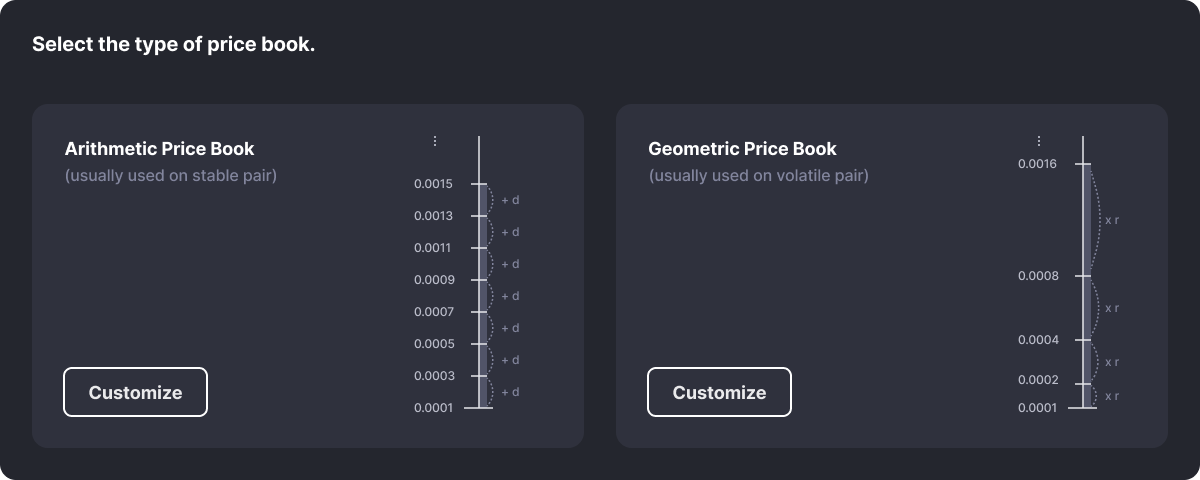 Select the type of price book.
Arithmetic Price Book
(usually used on stable pair)
⋮
0.0015
+ d
0.0013
+ d
0.0011
+ d
0.0009
+ d
0.0007
+ d
0.0005
+ d
0.0003
+ d
0.0001
Customize
Geometric Price Book
(usually used on volatile pair)
⋮
0.0016
x r
0.0008
x r
0.0004
x r
0.0002
x r
0.0001
Customize